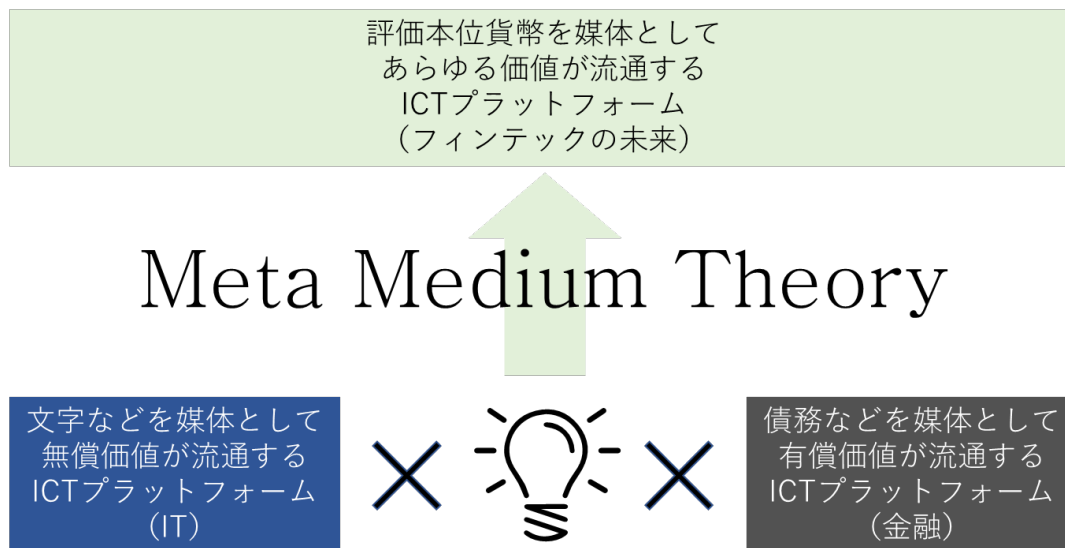 評価本位貨幣を媒体として
あらゆる価値が流通する
ICTプラットフォーム
（フィンテックの未来）
Meta Medium Theory
文字などを媒体として
無償価値が流通する
ICTプラットフォーム
(IT)
債務などを媒体として
有償価値が流通する
ICTプラットフォーム
(金融)